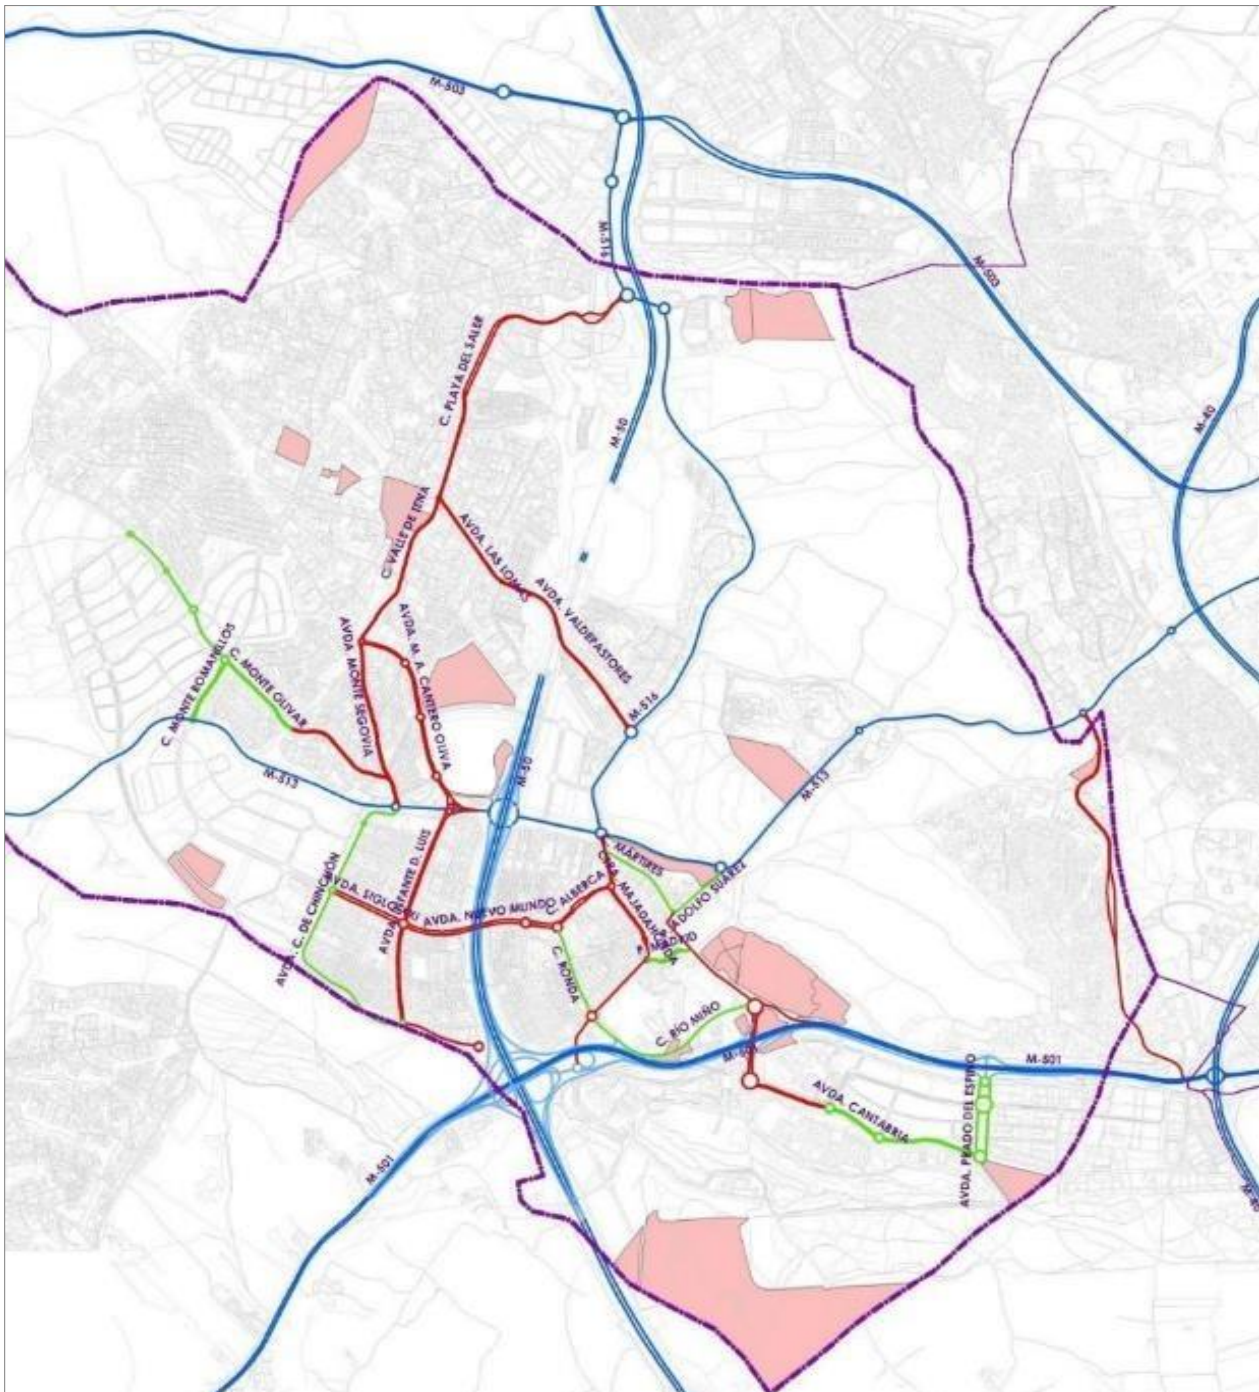 M-503
M-516
M-503
C. PLAYA DEL SALER
M-50
M-40
C. VALLE DE JENA
AVDA. LAS LOMAS
AVDA. VALDEPASTORES
AVDA. M. A. CANTERO OLIVA
AVDA. MONTE SEGOVIA
C. MONTE ROMANILLOS
C. MONTE OLIVAR
M-516
M-513
M-50
M-513
AVDA. INFANTE D. LUIS
MÁRTIRES
ADOLFO SUÁREZ
CTRA. MAJADAHONDA
C. ALBERCA
AVDA. SIGLO XXI
AVDA. NUEVO MUNDO
AVDA. C. DE CHINCHÓN
C. RONDA
C. RÍO MIÑO
M-501
AVDA. PRADO DEL ESPINO
AVDA. CANTABRIA
M-501
M-40